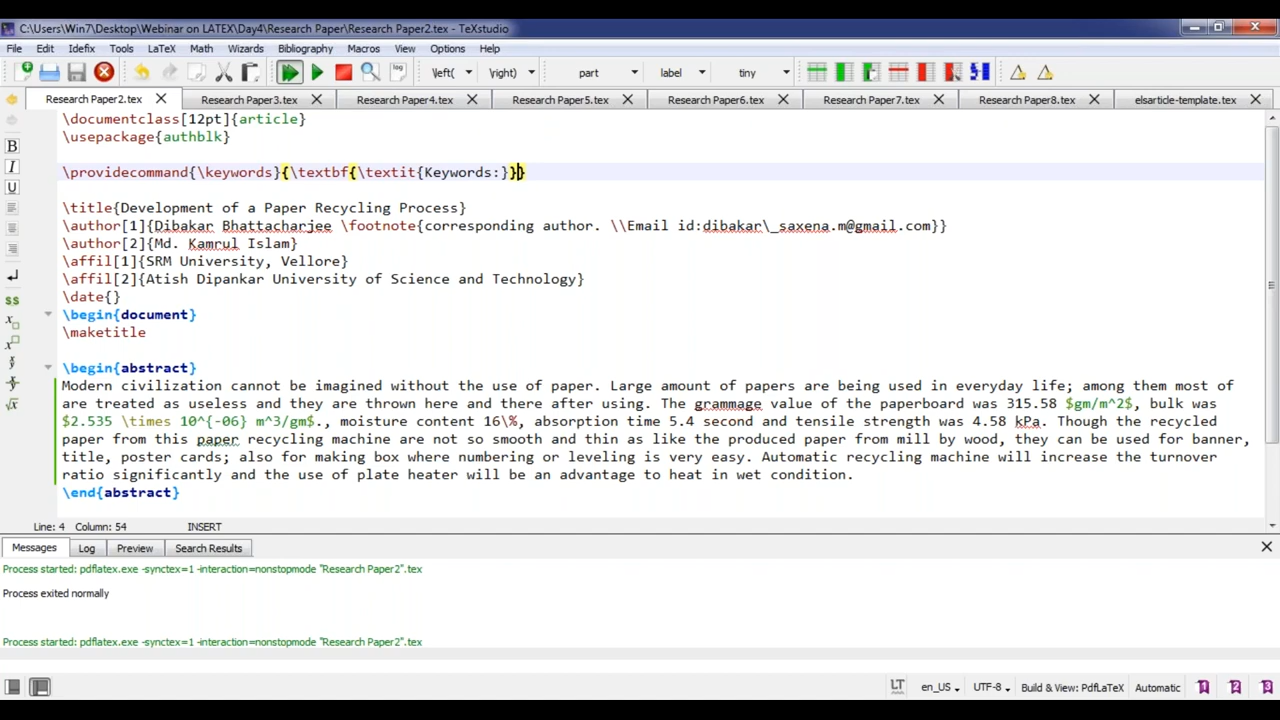 C:\Users\Win7\Desktop\Webinar on LATEX\Day4\Research Paper\Research Paper2.tex - TeXstudio
File Edit Idefix Tools LaTeX Math Wizards Bibliography Macros View Options Help
log \left( \right) part label tiny
Research Paper2.tex Research Paper3.tex Research Paper4.tex Research Paper5.tex Research Paper6.tex Research Paper7.tex Research Paper8.tex elsarticle-template.tex
\documentclass[12pt]{article}
\usepackage{authblk}
\providecommand{\keywords}{\textbf{\textit{Keywords:}}}
\title{Development of a Paper Recycling Process}
\author[1]{Dibakar Bhattacharjee \footnote{corresponding author. \\Email id:dibakar\_saxena.m@gmail.com}}
\author[2]{Md. Kamrul Islam}
\affil[1]{SRM University, Vellore}
\affil[2]{Atish Dipankar University of Science and Technology}
\date{}
\begin{document}
\maketitle
\begin{abstract}
Modern civilization cannot be imagined without the use of paper. Large amount of papers are being used in everyday life; among them most of
are treated as useless and they are thrown here and there after using. The grammage value of the paperboard was 315.58 $gm/m^2$, bulk was
$2.535 \times 10^{-06} m^3/gm$., moisture content 16\%, absorption time 5.4 second and tensile strength was 4.58 kPa. Though the recycled
paper from this paper recycling machine are not so smooth and thin as like the produced paper from mill by wood, they can be used for banner,
title, poster cards; also for making box where numbering or leveling is very easy. Automatic recycling machine will increase the turnover
ratio significantly and the use of plate heater will be an advantage to heat in wet condition.
\end{abstract}
Line: 4 Column: 54 INSERT
Messages Log Preview Search Results
Process started: pdflatex.exe -synctex=1 -interaction=nonstopmode "Research Paper2".tex
Process exited normally
Process started: pdflatex.exe -synctex=1 -interaction=nonstopmode "Research Paper2".tex
LT en_US UTF-8 Build & View: PdfLaTeX Automatic 1 2 3